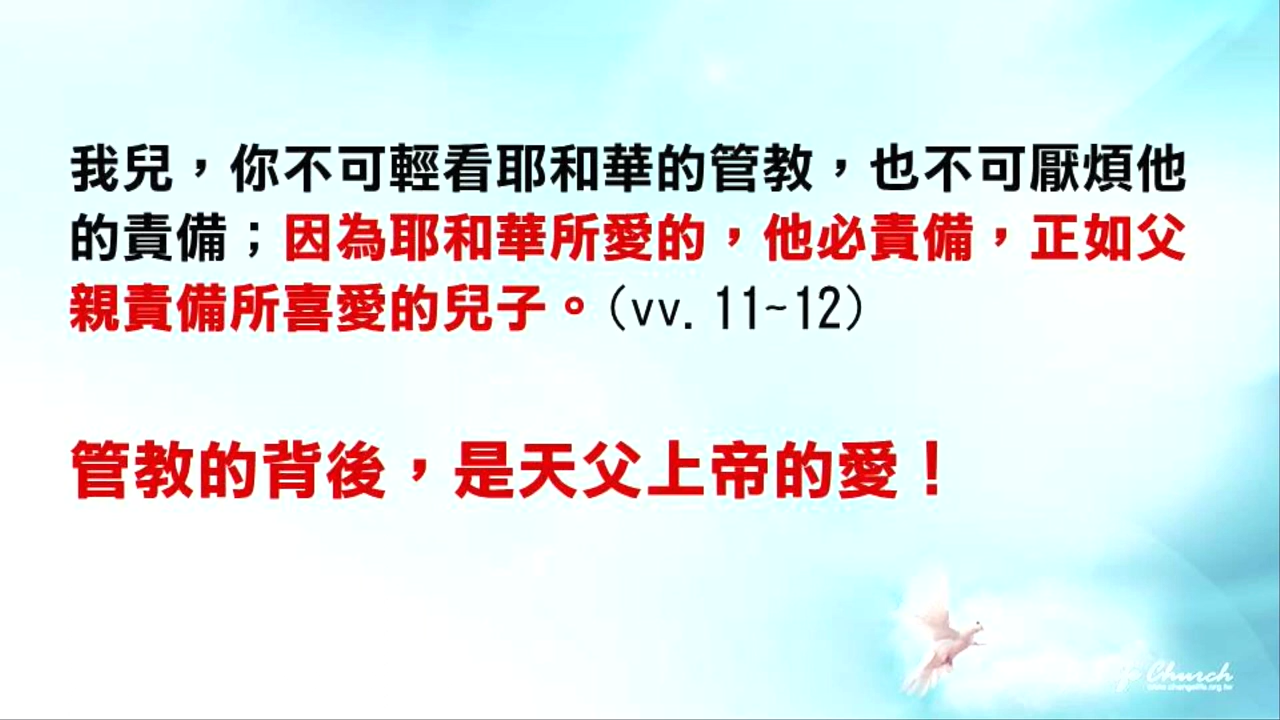 我兒，你不可輕看耶和華的管教，也不可厭煩他
的責備；因為耶和華所愛的，他必責備，正如父
親責備所喜愛的兒子。(vv. 11~12)
管教的背後，是天父上帝的愛！
Church